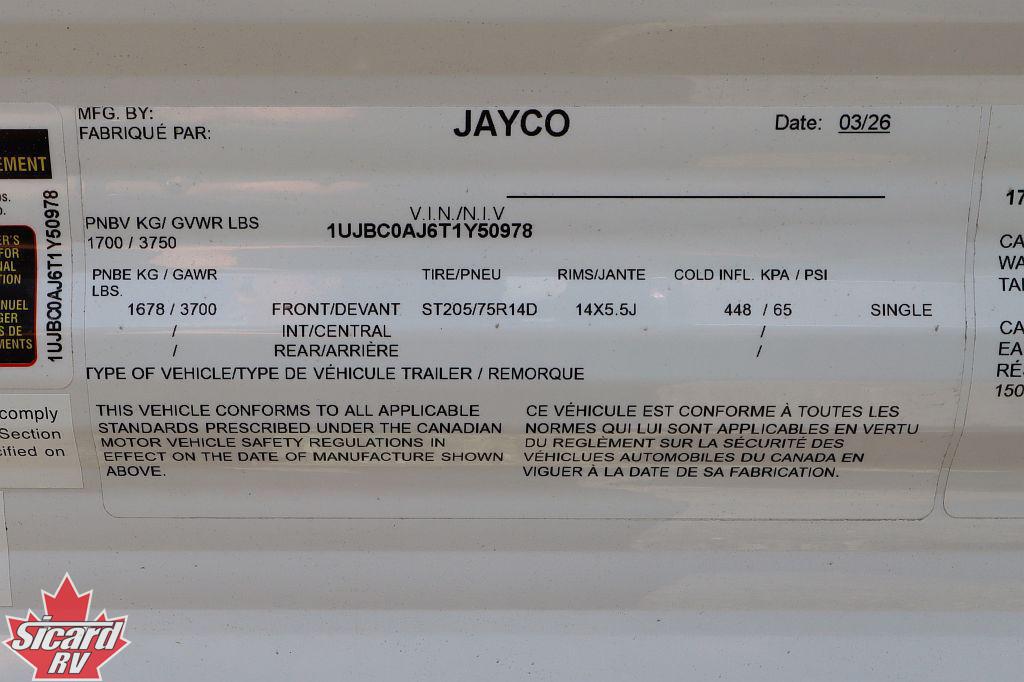 MFG. BY:
FABRIQUÉ PAR:
JAYCO
Date: 03/26
PNBV KG/ GVWR LBS
1700 / 3750
V.I.N./N.I.V
1UJBC0AJ6T1Y50978
PNBE KG / GAWR LBS. TIRE/PNEU RIMS/JANTE COLD INFL. KPA / PSI
1678 / 3700 FRONT/DEVANT ST205/75R14D 14X5.5J 448 / 65 SINGLE
/ INT/CENTRAL /
/ REAR/ARRIÈRE /
TYPE OF VEHICLE/TYPE DE VÉHICULE TRAILER / REMORQUE
THIS VEHICLE CONFORMS TO ALL APPLICABLE
STANDARDS PRESCRIBED UNDER THE CANADIAN
MOTOR VEHICLE SAFETY REGULATIONS IN
EFFECT ON THE DATE OF MANUFACTURE SHOWN
ABOVE.
CE VÉHICULE EST CONFORME À TOUTES LES
NORMES QUI LUI SONT APPLICABLES EN VERTU
DU REGLÈMENT SUR LA SÉCURITÉ DES
VÉHCLUES AUTOMOBILES DU CANADA EN
VIGUER À LA DATE DE SA FABRICATION.
1UJBC0AJ6T1Y50978
comply
Section
Sicard
RV